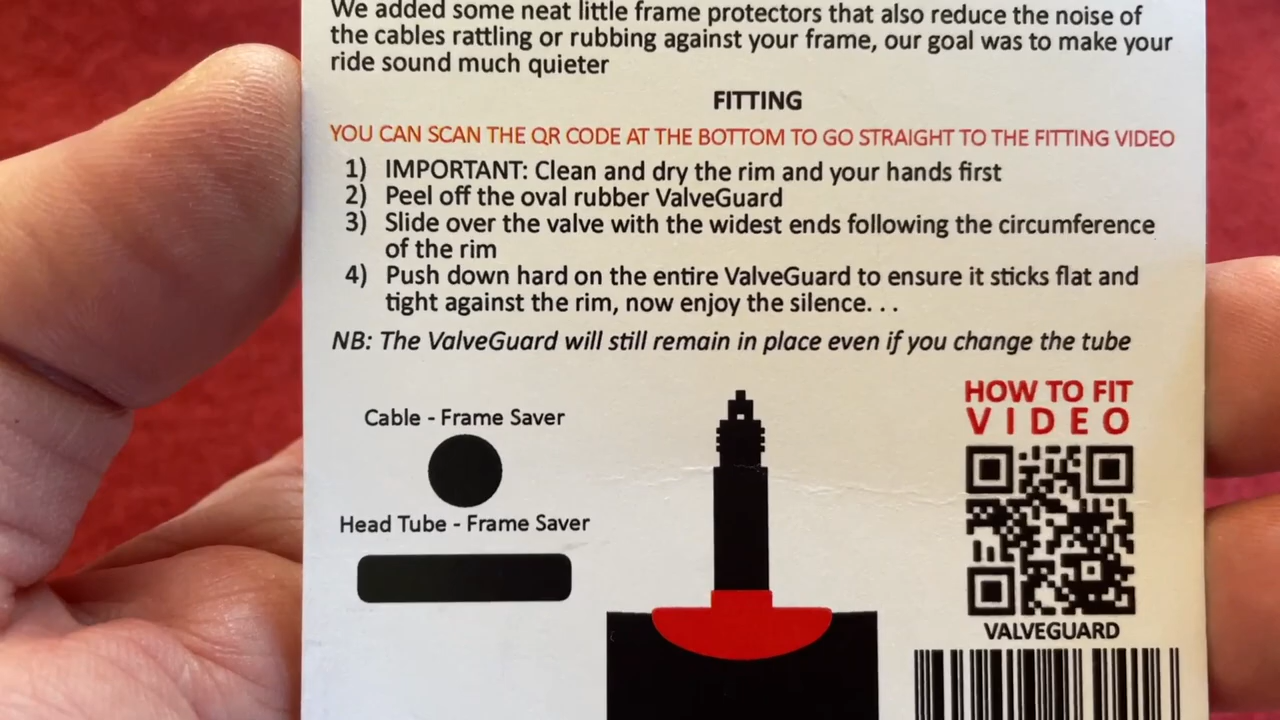 We added some neat little frame protectors that also reduce the noise of
the cables rattling or rubbing against your frame, our goal was to make your
ride sound much quieter
FITTING
YOU CAN SCAN THE QR CODE AT THE BOTTOM TO GO STRAIGHT TO THE FITTING VIDEO
1) IMPORTANT: Clean and dry the rim and your hands first
2) Peel off the oval rubber ValveGuard
3) Slide over the valve with the widest ends following the circumference
of the rim
4) Push down hard on the entire ValveGuard to ensure it sticks flat and
tight against the rim, now enjoy the silence. . .
NB: The ValveGuard will still remain in place even if you change the tube
Cable - Frame Saver
Head Tube - Frame Saver
HOW TO FIT
VIDEO
VALVEGUARD